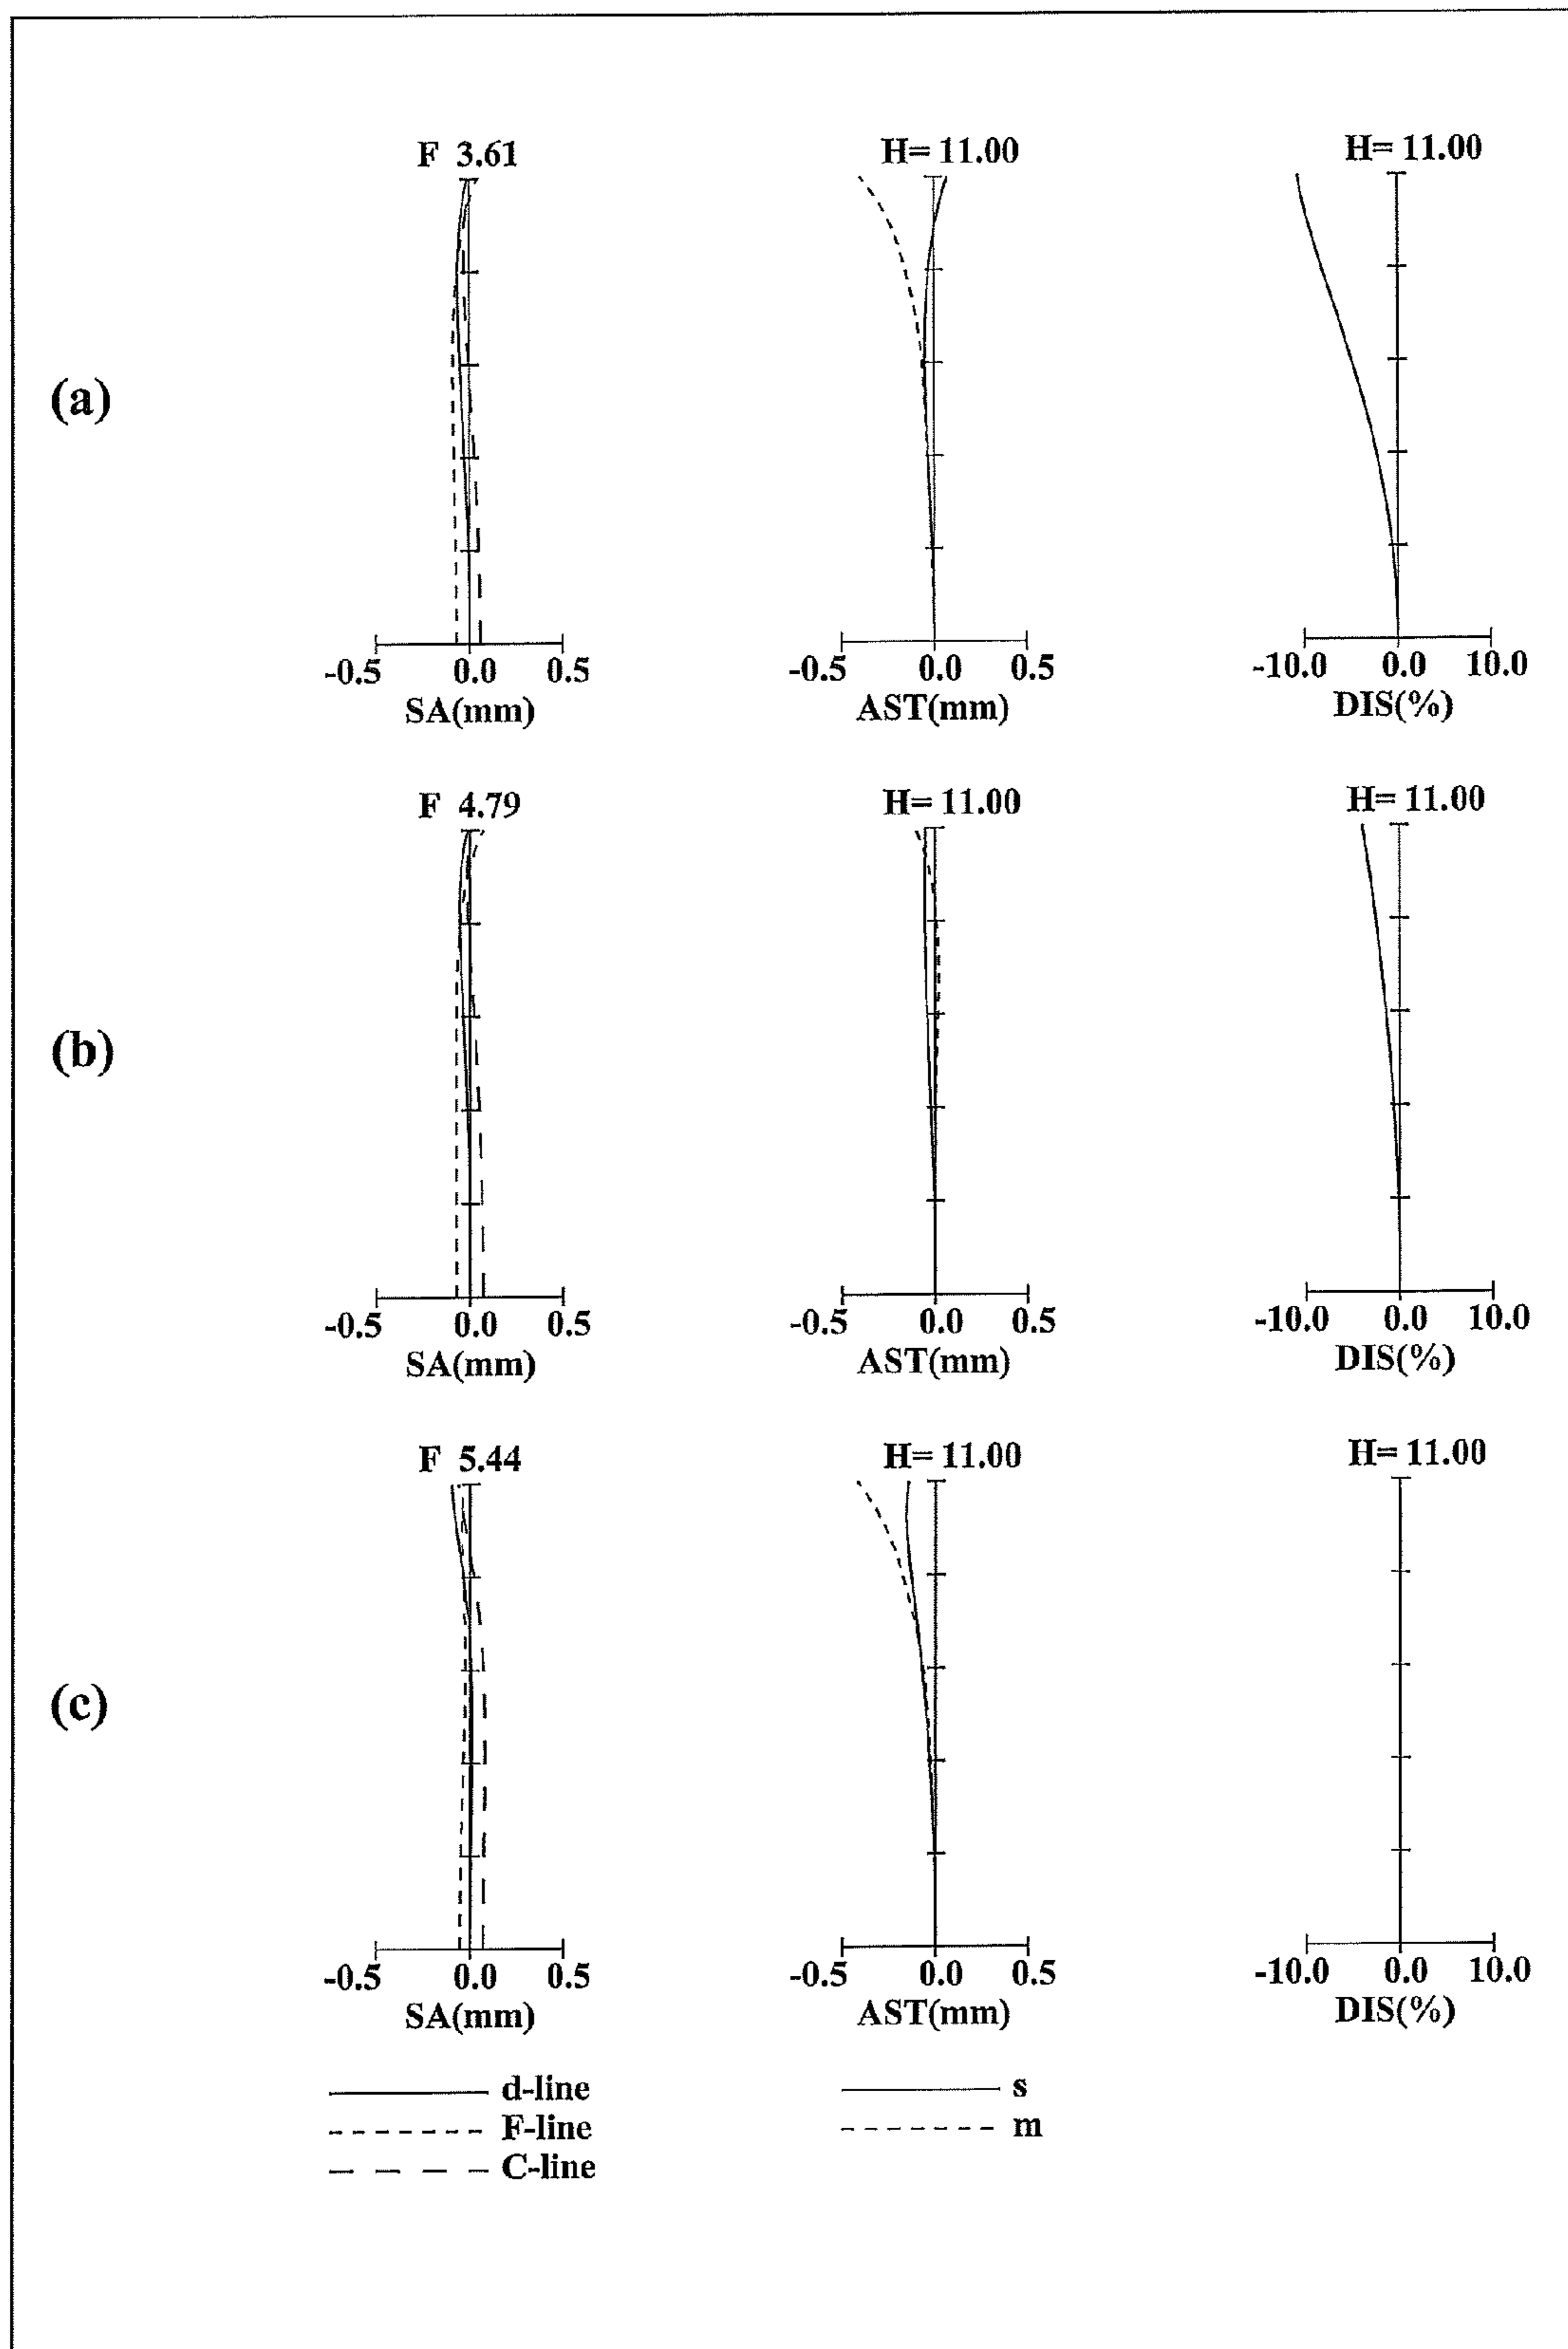 F 3.61 H= 11.00 H= 11.00
(a)
-0.5 0.0 0.5 -0.5 0.0 0.5 -10.0 0.0 10.0
SA(mm) AST(mm) DIS(%)
F 4.79 H= 11.00 H= 11.00
(b)
-0.5 0.0 0.5 -0.5 0.0 0.5 -10.0 0.0 10.0
SA(mm) AST(mm) DIS(%)
F 5.44 H= 11.00 H= 11.00
(c)
-0.5 0.0 0.5 -0.5 0.0 0.5 -10.0 0.0 10.0
SA(mm) AST(mm) DIS(%)
d-line s
F-line m
C-line